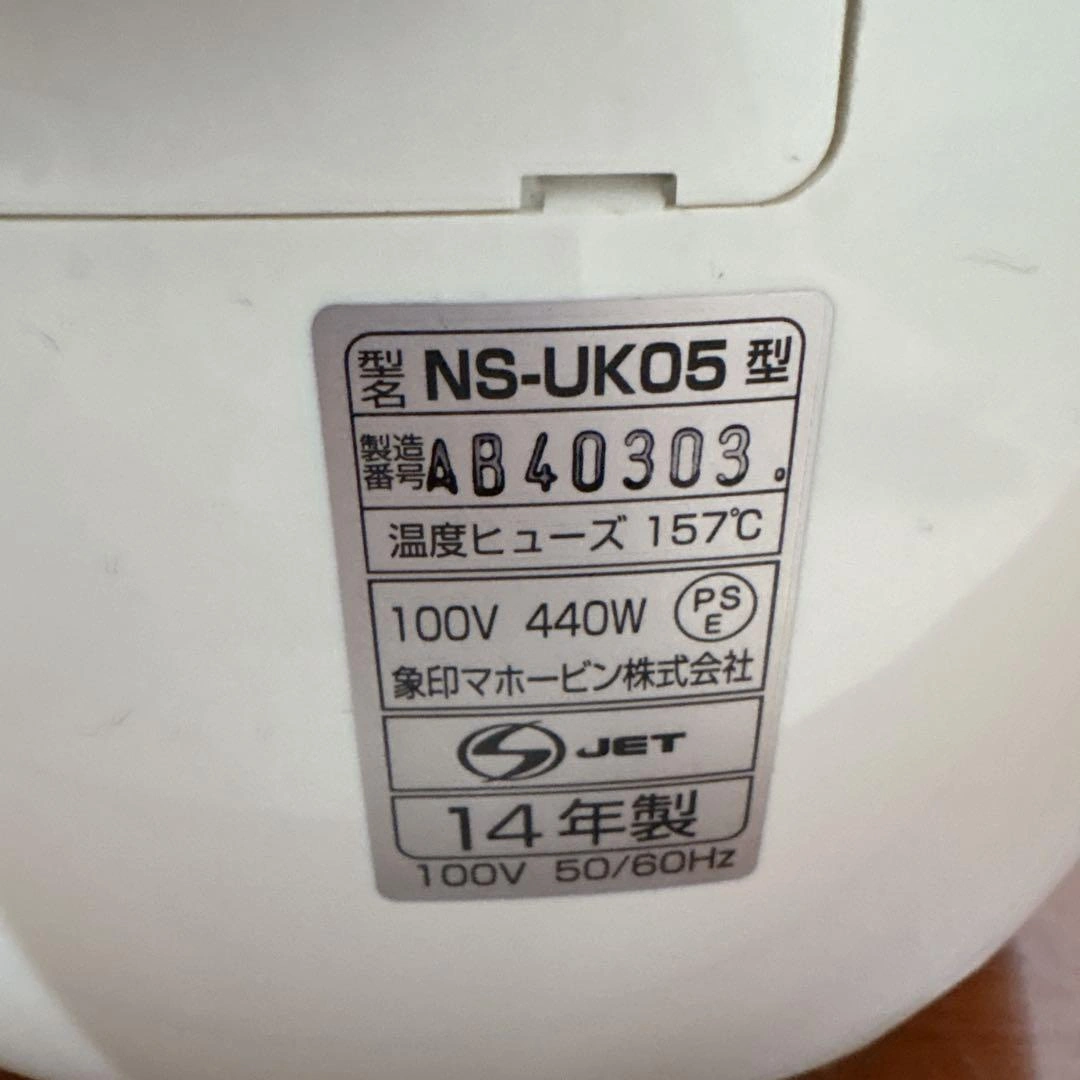 型名 NS-UK05 型
製造番号 AB40303.
温度ヒューズ 157℃
100V 440W PSE
象印マホービン株式会社
JET
14年製
100V 50/60Hz